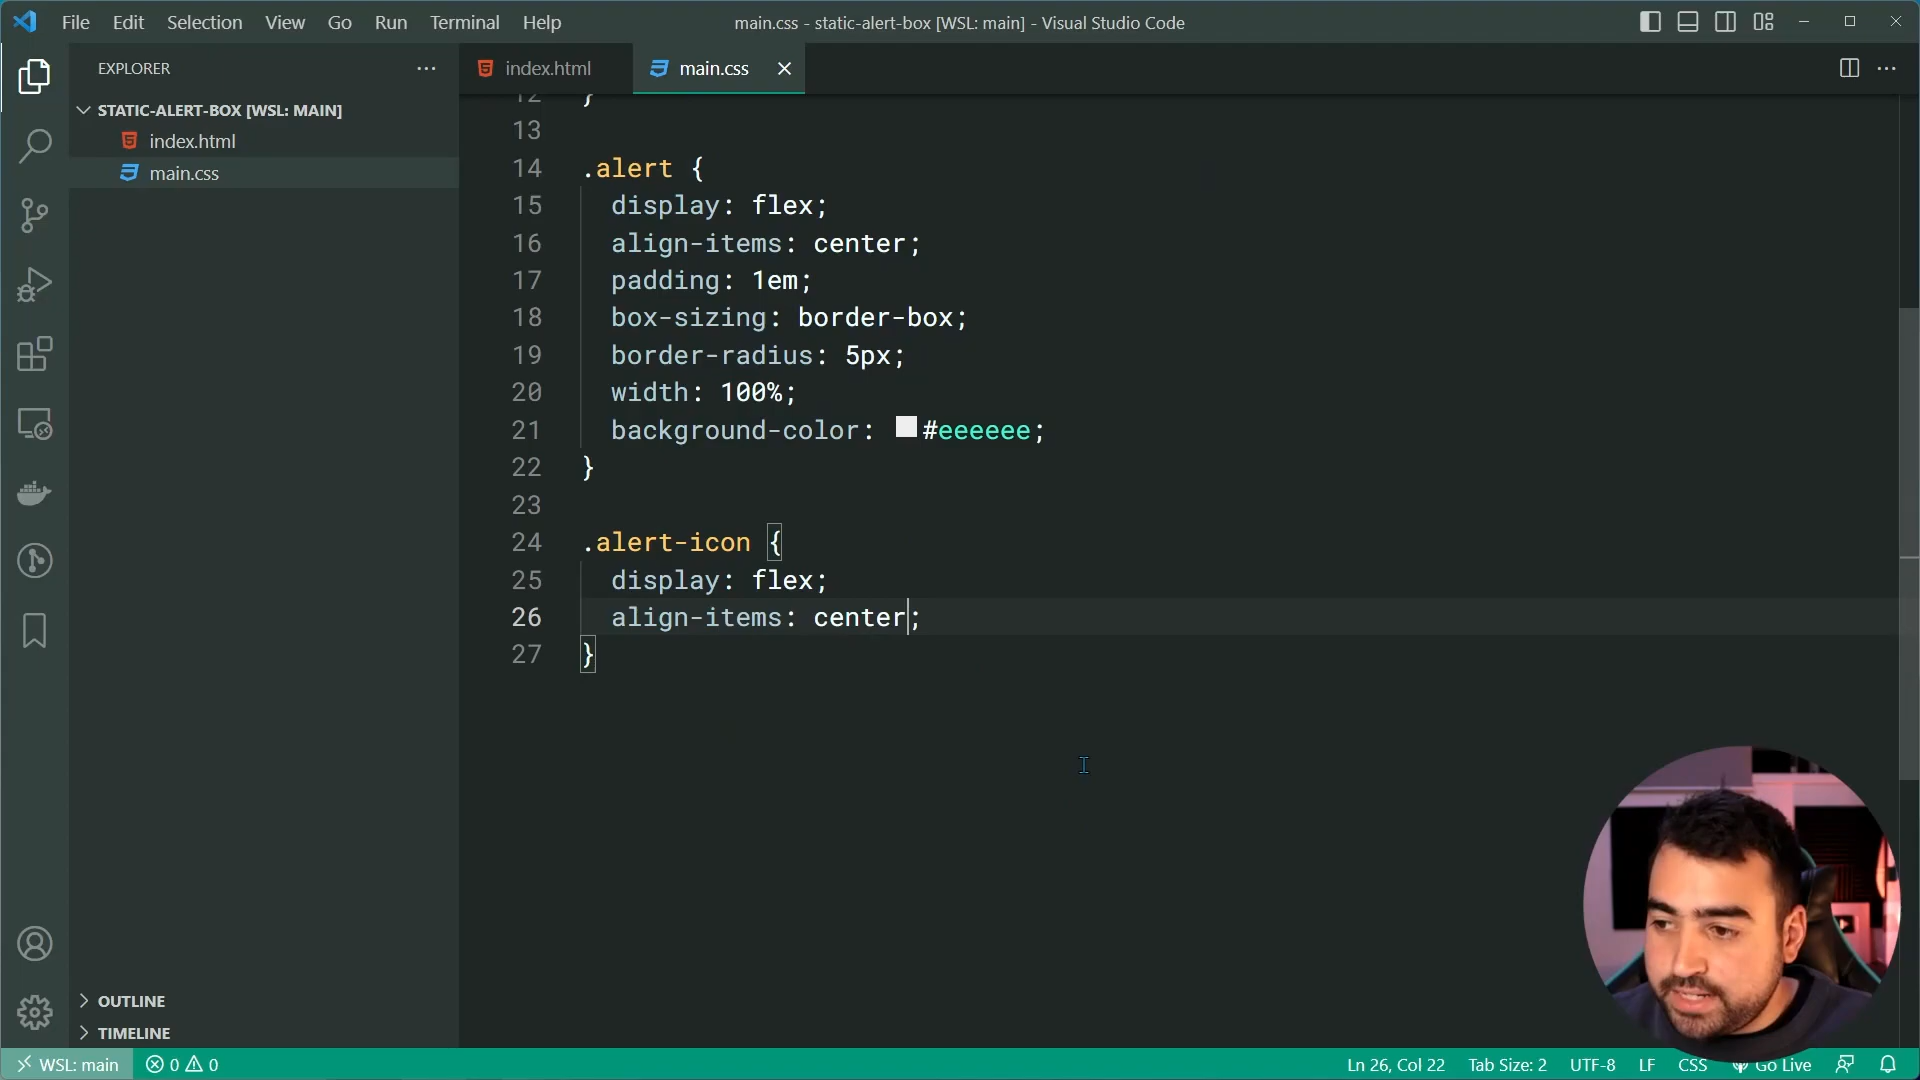 File Edit Selection View Go Run Terminal Help
main.css - static-alert-box [WSL: main] - Visual Studio Code
EXPLORER
STATIC-ALERT-BOX [WSL: MAIN]
index.html
main.css
OUTLINE
TIMELINE
index.html main.css
12 }
13
14 .alert {
15 display: flex;
16 align-items: center;
17 padding: 1em;
18 box-sizing: border-box;
19 border-radius: 5px;
20 width: 100%;
21 background-color: #eeeeee;
22 }
23
24 .alert-icon {
25 display: flex;
26 align-items: center;
27 }
WSL: main 0 0
Ln 26, Col 22 Tab Size: 2 UTF-8 LF CSS Go Live